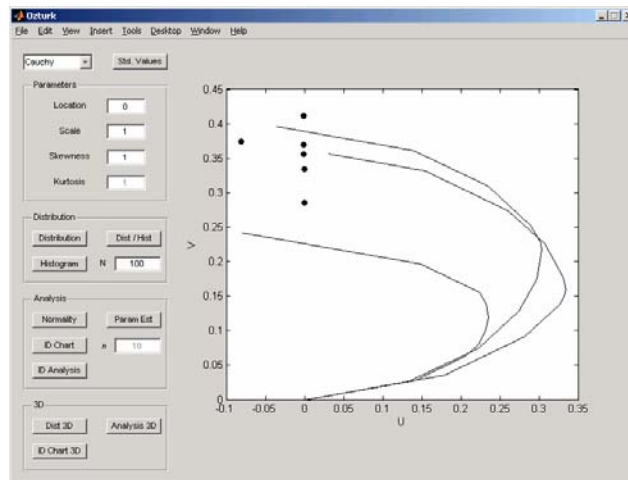 Ozturk
File Edit View Insert Tools Desktop Window Help
Cauchy
Std. Values
Parameters
Location 0
Scale 1
Skewness 1
Kurtosis 1
Distribution
Distribution Dist / Hist
Histogram N 100
Analysis
Normality Param Est
ID Chart n 10
ID Analysis
3D
Dist 3D Analysis 3D
ID Chart 3D
0.45
0.4
0.35
0.3
0.25
0.2
0.15
0.1
0.05
0
V
-0.1 -0.05 0 0.05 0.1 0.15 0.2 0.25 0.3 0.35
U